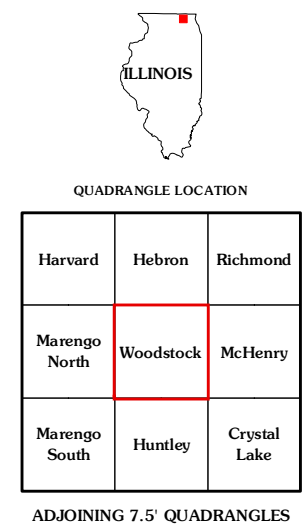 ILLINOIS
QUADRANGLE LOCATION
Harvard
Hebron
Richmond
Marengo
North
Woodstock
McHenry
Marengo
South
Huntley
Crystal
Lake
ADJOINING 7.5' QUADRANGLES